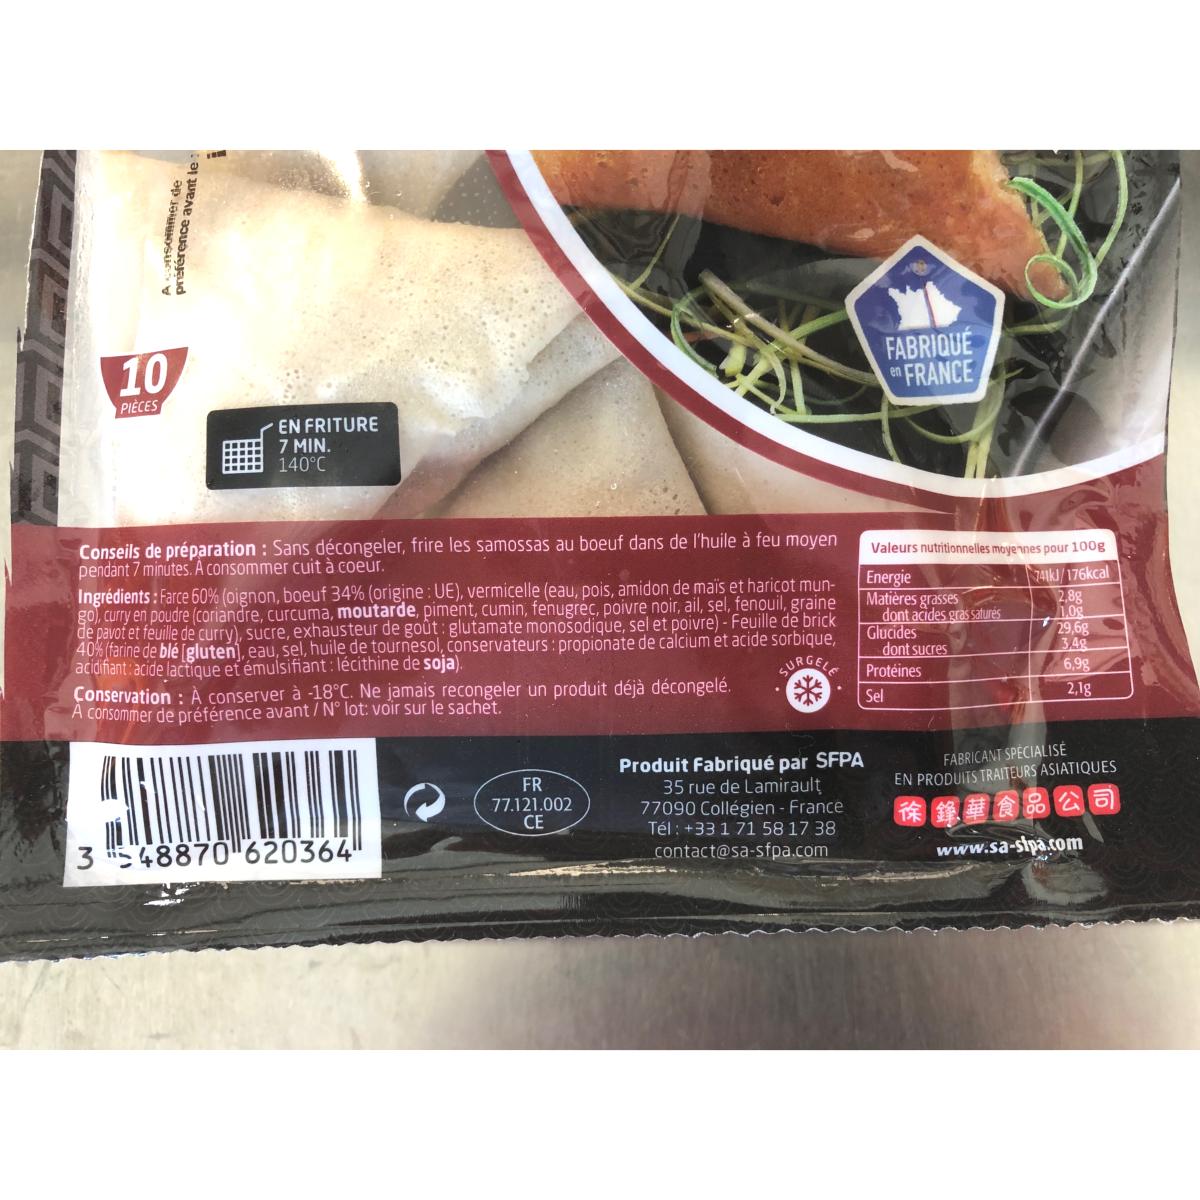 A consommer de
préférence avant le :
FABRIQUÉ
en FRANCE
10
PIÈCES
EN FRITURE
7 MIN.
140°C
Conseils de préparation : Sans décongeler, frire les samossas au boeuf dans de l'huile à feu moyen
pendant 7 minutes. A consommer cuit à coeur.
Ingrédients : Farce 60% (oignon, boeuf 34% (origine : UE), vermicelle (eau, pois, amidon de maïs et haricot mun-
go), curry en poudre (coriandre, curcuma, moutarde, piment, cumin, fenugrec, poivre noir, ail, sel, fenouil, graine
de pavot et feuille de curry), sucre, exhausteur de goût : glutamate monosodique, sel et poivre) - Feuille de brick
40% (farine de blé [gluten], eau, sel, huile de tournesol, conservateurs : propionate de calcium et acide sorbique,
acidifiant : acide lactique et émulsifiant : lécithine de soja).
Conservation : À conserver à -18°C. Ne jamais recongeler un produit déjà décongelé.
A consommer de préférence avant / N° lot: voir sur le sachet.
SURGELÉ
Valeurs nutritionnelles moyennes pour 100g
Energie 741kJ/176kcal
Matières grasses 2,8g
dont acides gras saturés 1,0g
Glucides 29,6g
dont sucres 3,4g
Protéines 6,9g
Sel 2,1g
3 548870 620364
FR
77.121.002
CE
Produit Fabriqué par SFPA
35 rue de Lamirault
77090 Collégien - France
Tél : +33 1 71 58 17 38
contact@sa-sfpa.com
FABRICANT SPÉCIALISÉ
EN PRODUITS TRAITEURS ASIATIQUES
徐鋒華食品公司
www.sa-sfpa.com